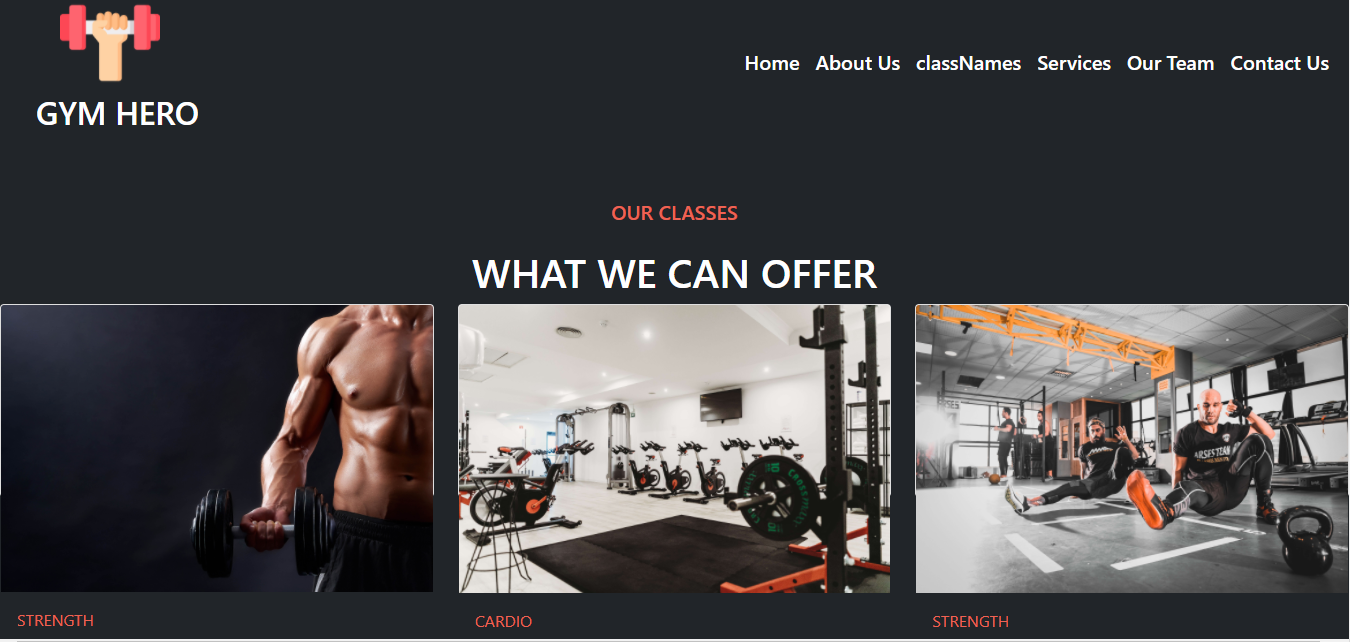 Home About Us classNames Services Our Team Contact Us
GYM HERO
OUR CLASSES
WHAT WE CAN OFFER
STRENGTH
CARDIO
STRENGTH